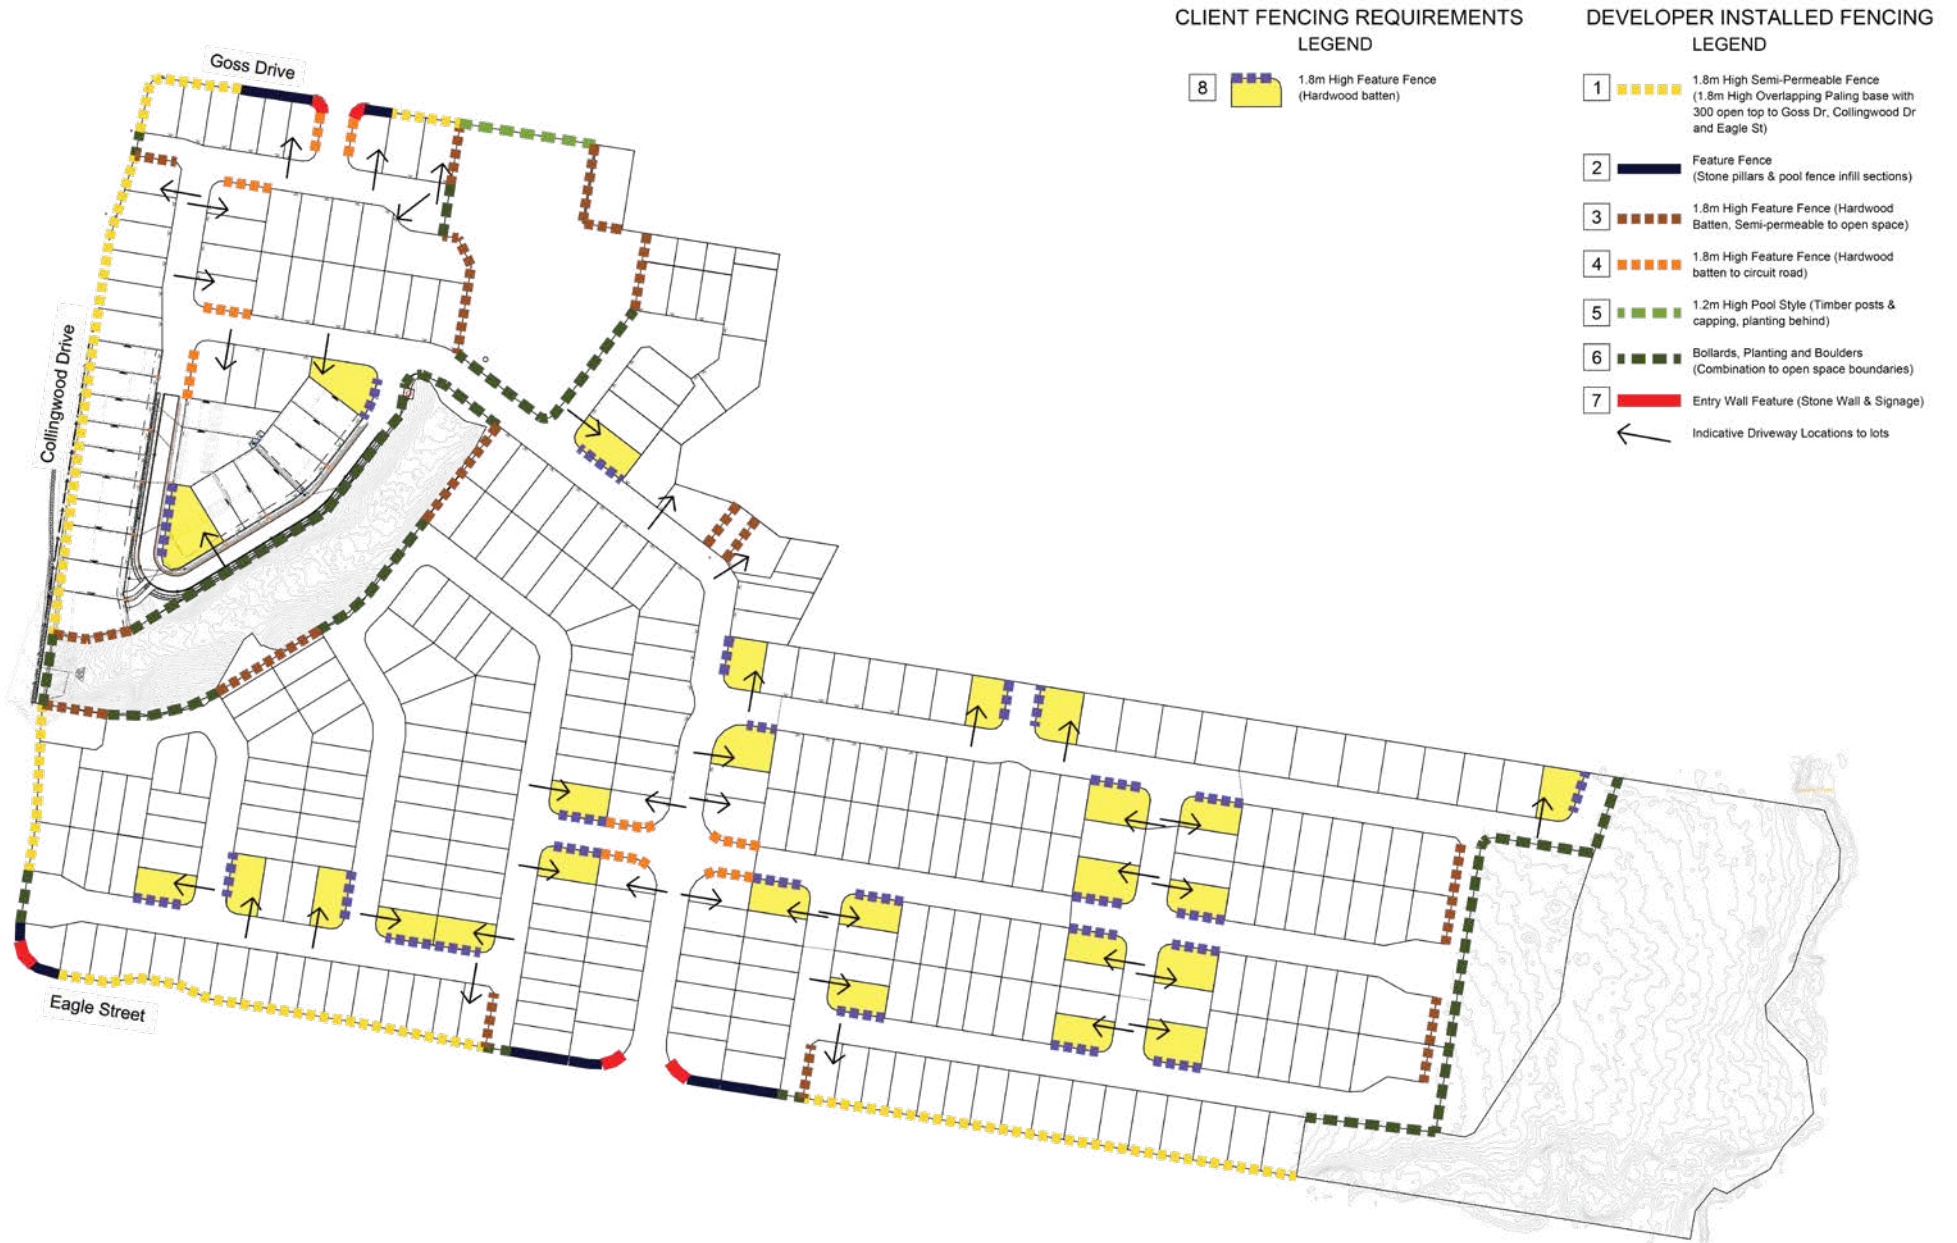 CLIENT FENCING REQUIREMENTS
LEGEND
8
1.8m High Feature Fence
(Hardwood batten)
DEVELOPER INSTALLED FENCING
LEGEND
1
1.8m High Semi-Permeable Fence
(1.8m High Overlapping Paling base with
300 open top to Goss Dr, Collingwood Dr
and Eagle St)
2
Feature Fence
(Stone pillars & pool fence infill sections)
3
1.8m High Feature Fence (Hardwood
Batten, Semi-permeable to open space)
4
1.8m High Feature Fence (Hardwood
batten to circuit road)
5
1.2m High Pool Style (Timber posts &
capping, planting behind)
6
Bollards, Planting and Boulders
(Combination to open space boundaries)
7
Entry Wall Feature (Stone Wall & Signage)
Indicative Driveway Locations to lots
Goss Drive
Collingwood Drive
Eagle Street